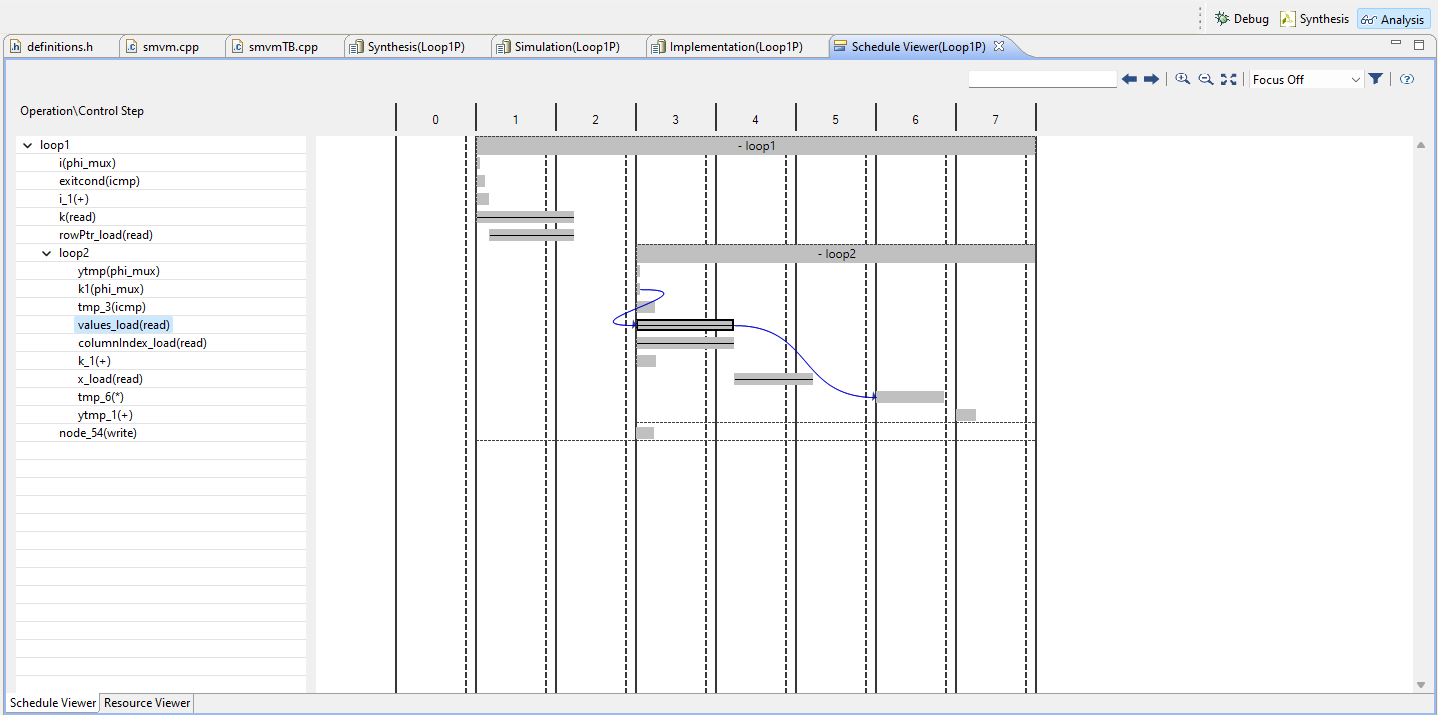 Debug Synthesis Analysis
definitions.h smvm.cpp smvmTB.cpp Synthesis(Loop1P) Simulation(Loop1P) Implementation(Loop1P) Schedule Viewer(Loop1P)
Focus Off
Operation\Control Step
0 1 2 3 4 5 6 7
loop1 - loop1
i(phi_mux)
exitcond(icmp)
i_1(+)
k(read)
rowPtr_load(read)
loop2 - loop2
ytmp(phi_mux)
k1(phi_mux)
tmp_3(icmp)
values_load(read)
columnIndex_load(read)
k_1(+)
x_load(read)
tmp_6(*)
ytmp_1(+)
node_54(write)
Schedule Viewer Resource Viewer